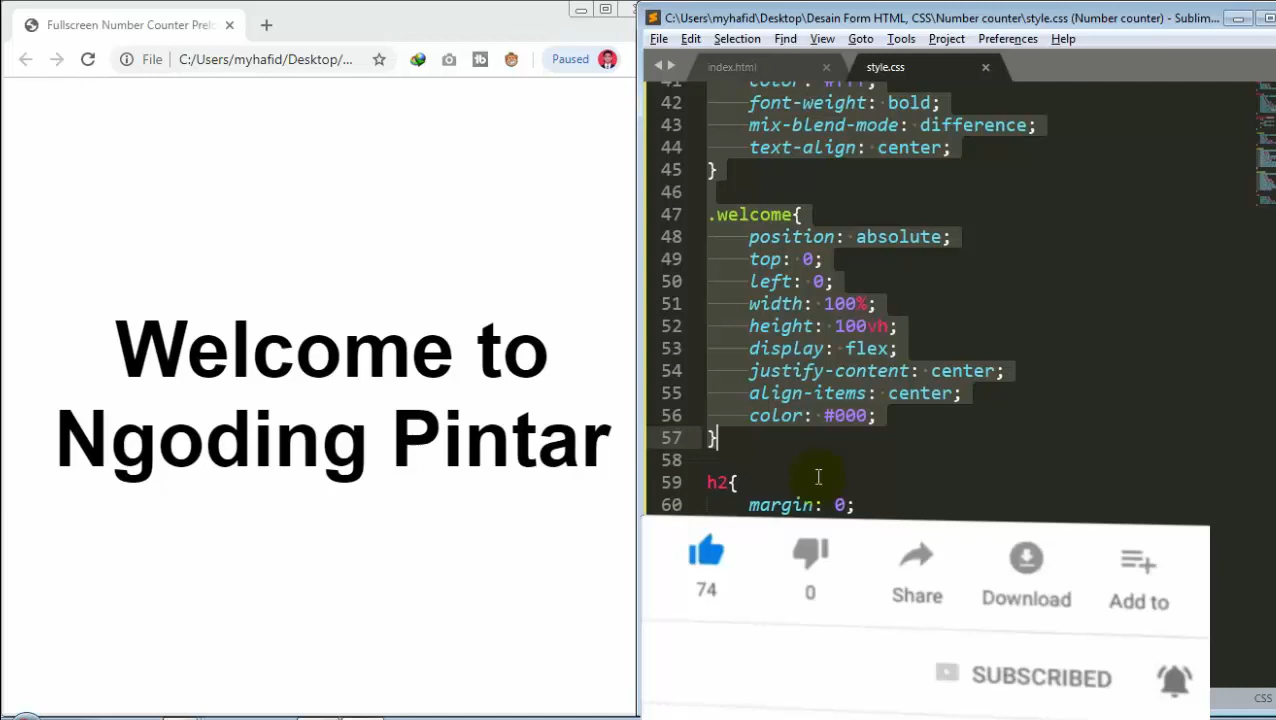 Fullscreen Number Counter Prel
File
C:/Users/myhafid/Desktop/...
Paused
Welcome to
Ngoding Pintar
C:\Users\myhafid\Desktop\Desain Form HTML, CSS\Number counter\style.css (Number counter) - Sublim...
File Edit Selection Find View Goto Tools Project Preferences Help
index.html
style.css
41 color: #fff;
42 font-weight: bold;
43 mix-blend-mode: difference;
44 text-align: center;
45 }
46
47 .welcome{
48 position: absolute;
49 top: 0;
50 left: 0;
51 width: 100%;
52 height: 100vh;
53 display: flex;
54 justify-content: center;
55 align-items: center;
56 color: #000;
57 }
58
59 h2{
60 margin: 0;
74
0
Share
Download
Add to
SUBSCRIBED
CSS